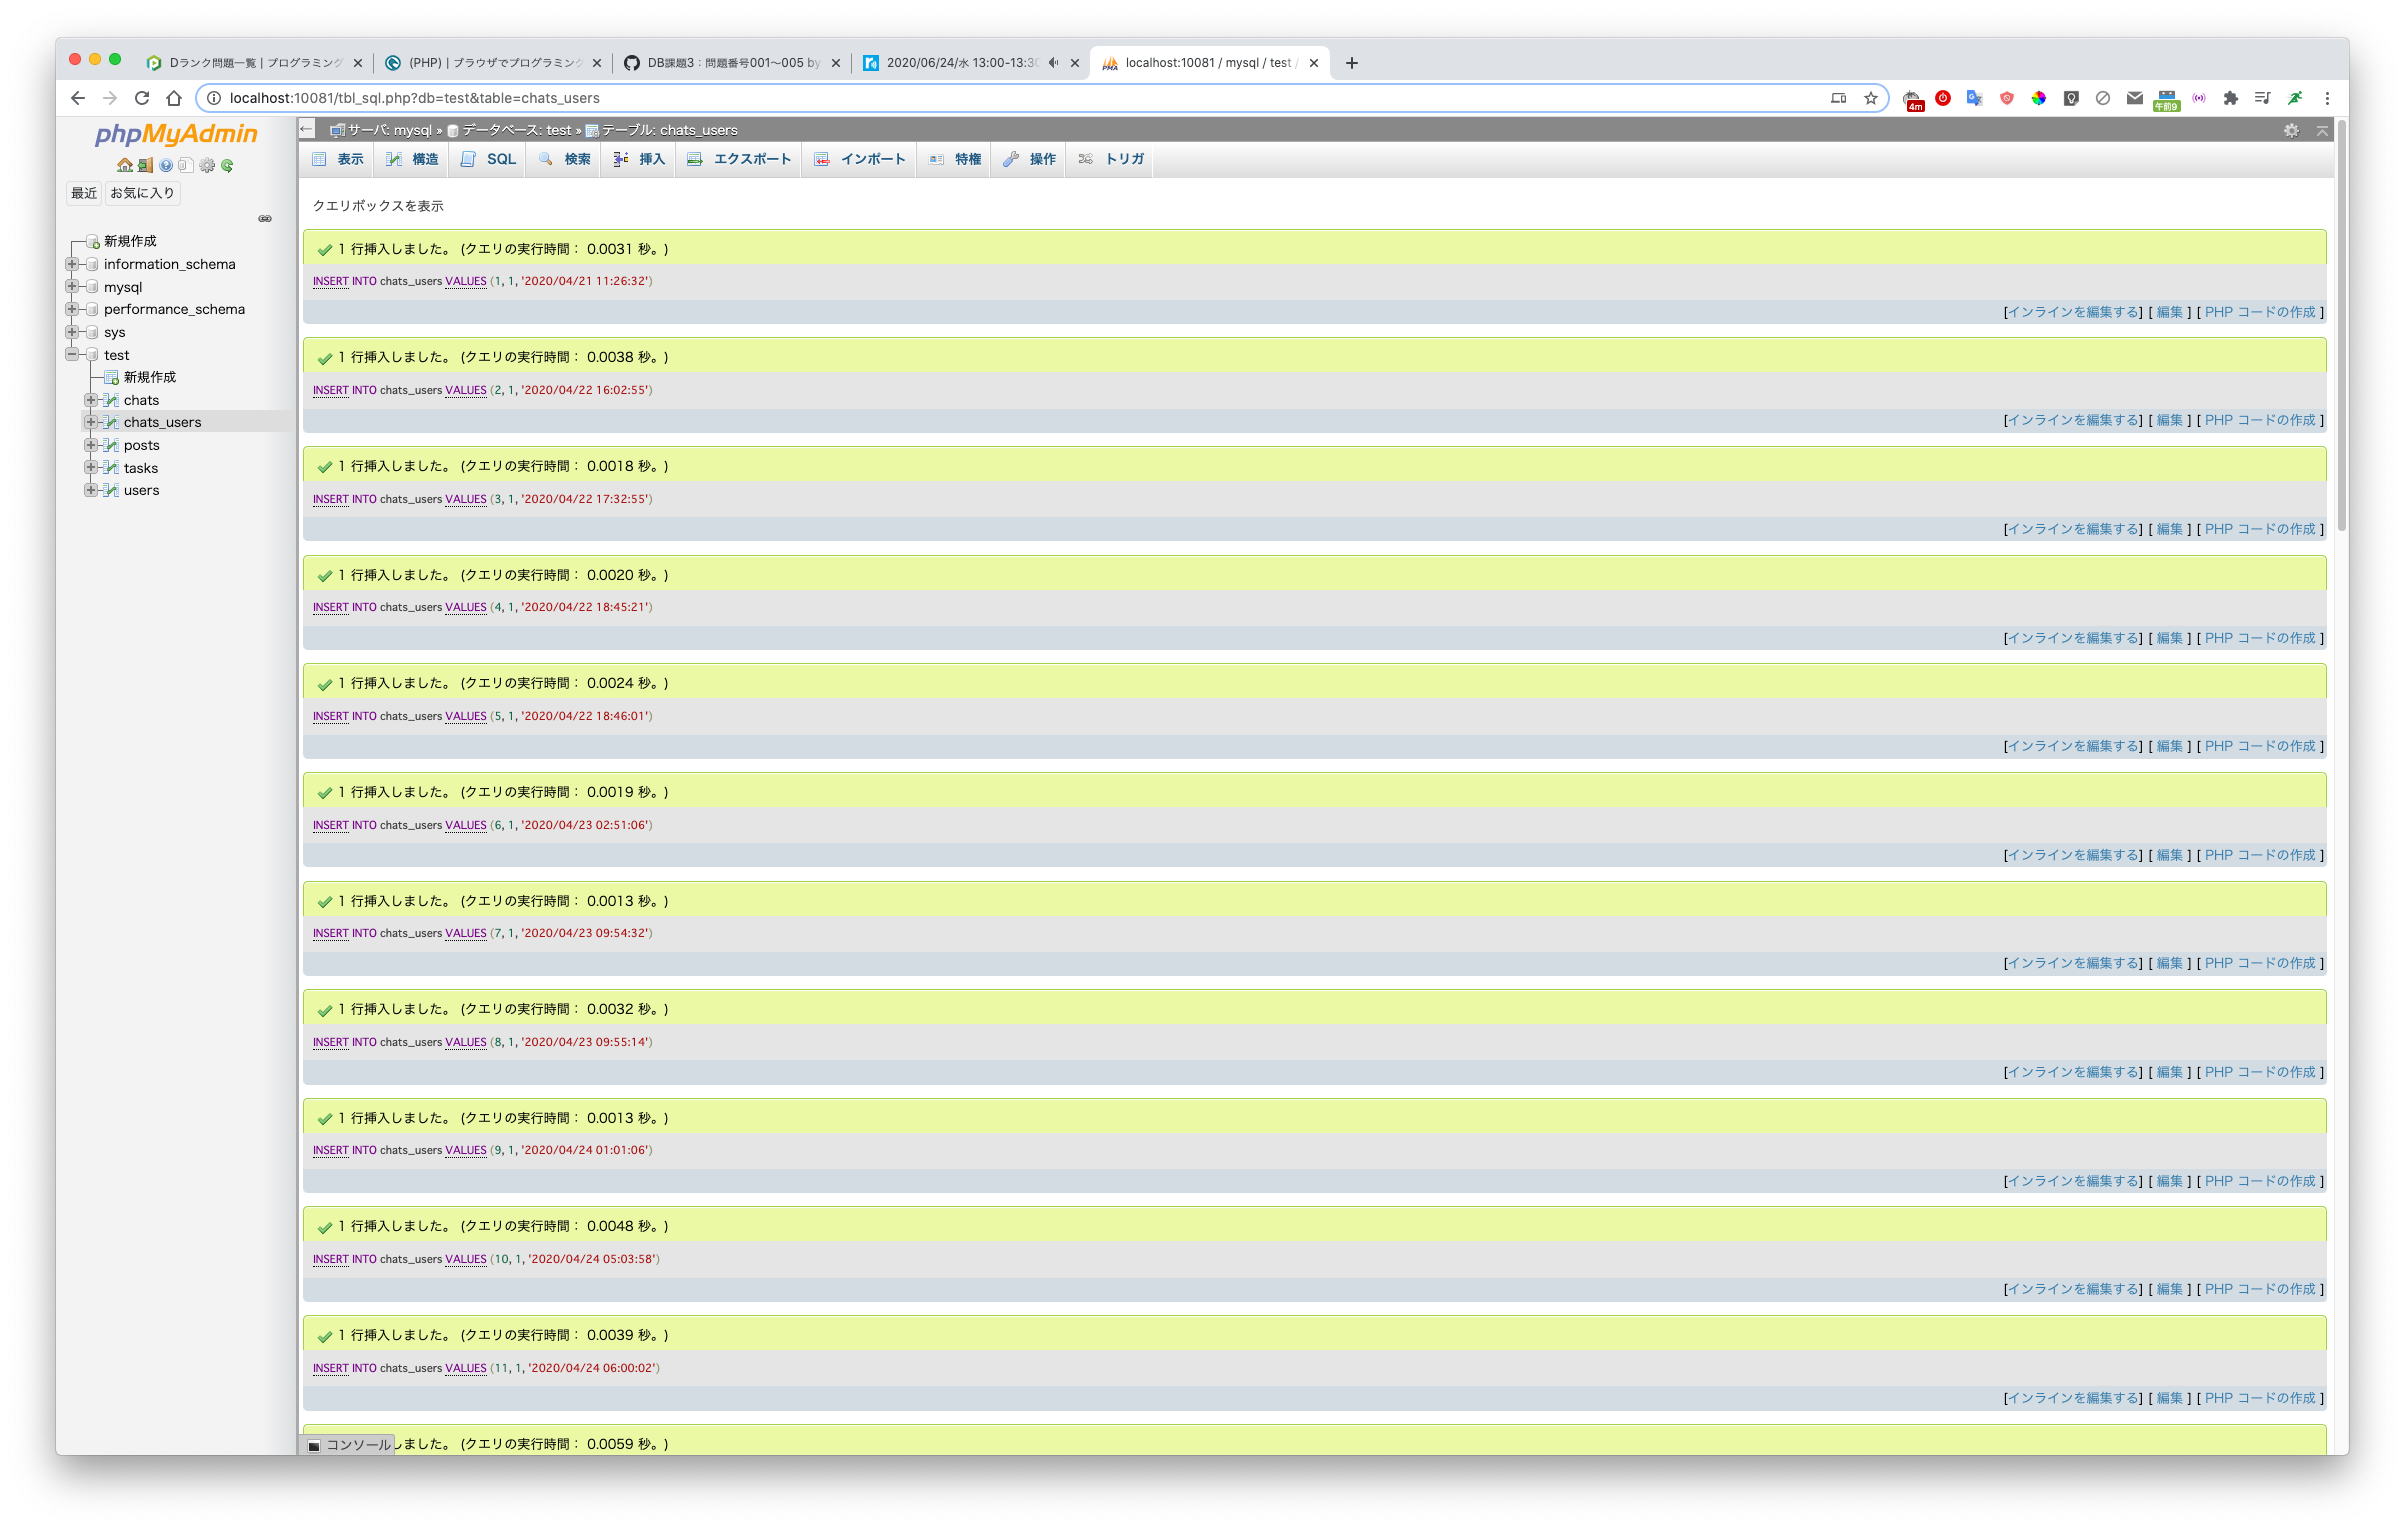 Dランク問題一覧 | プログラミング
(PHP) | ブラウザでプログラミング
DB課題3：問題番号001〜005 by
2020/06/24/水 13:00-13:30
localhost:10081 / mysql / test /
localhost:10081/tbl_sql.php?db=test&table=chats_users
4m
午前9
phpMyAdmin
最近 お気に入り
新規作成
information_schema
mysql
performance_schema
sys
test
新規作成
chats
chats_users
posts
tasks
users
サーバ: mysql » データベース: test » テーブル: chats_users
表示 構造 SQL 検索 挿入 エクスポート インポート 特権 操作 トリガ
クエリボックスを表示
1 行挿入しました。 (クエリの実行時間： 0.0031 秒。)
INSERT INTO chats_users VALUES (1, 1, '2020/04/21 11:26:32')
[インラインを編集する] [ 編集 ] [ PHP コードの作成 ]
1 行挿入しました。 (クエリの実行時間： 0.0038 秒。)
INSERT INTO chats_users VALUES (2, 1, '2020/04/22 16:02:55')
[インラインを編集する] [ 編集 ] [ PHP コードの作成 ]
1 行挿入しました。 (クエリの実行時間： 0.0018 秒。)
INSERT INTO chats_users VALUES (3, 1, '2020/04/22 17:32:55')
[インラインを編集する] [ 編集 ] [ PHP コードの作成 ]
1 行挿入しました。 (クエリの実行時間： 0.0020 秒。)
INSERT INTO chats_users VALUES (4, 1, '2020/04/22 18:45:21')
[インラインを編集する] [ 編集 ] [ PHP コードの作成 ]
1 行挿入しました。 (クエリの実行時間： 0.0024 秒。)
INSERT INTO chats_users VALUES (5, 1, '2020/04/22 18:46:01')
[インラインを編集する] [ 編集 ] [ PHP コードの作成 ]
1 行挿入しました。 (クエリの実行時間： 0.0019 秒。)
INSERT INTO chats_users VALUES (6, 1, '2020/04/23 02:51:06')
[インラインを編集する] [ 編集 ] [ PHP コードの作成 ]
1 行挿入しました。 (クエリの実行時間： 0.0013 秒。)
INSERT INTO chats_users VALUES (7, 1, '2020/04/23 09:54:32')
[インラインを編集する] [ 編集 ] [ PHP コードの作成 ]
1 行挿入しました。 (クエリの実行時間： 0.0032 秒。)
INSERT INTO chats_users VALUES (8, 1, '2020/04/23 09:55:14')
[インラインを編集する] [ 編集 ] [ PHP コードの作成 ]
1 行挿入しました。 (クエリの実行時間： 0.0013 秒。)
INSERT INTO chats_users VALUES (9, 1, '2020/04/24 01:01:06')
[インラインを編集する] [ 編集 ] [ PHP コードの作成 ]
1 行挿入しました。 (クエリの実行時間： 0.0048 秒。)
INSERT INTO chats_users VALUES (10, 1, '2020/04/24 05:03:58')
[インラインを編集する] [ 編集 ] [ PHP コードの作成 ]
1 行挿入しました。 (クエリの実行時間： 0.0039 秒。)
INSERT INTO chats_users VALUES (11, 1, '2020/04/24 06:00:02')
[インラインを編集する] [ 編集 ] [ PHP コードの作成 ]
コンソール しました。 (クエリの実行時間： 0.0059 秒。)